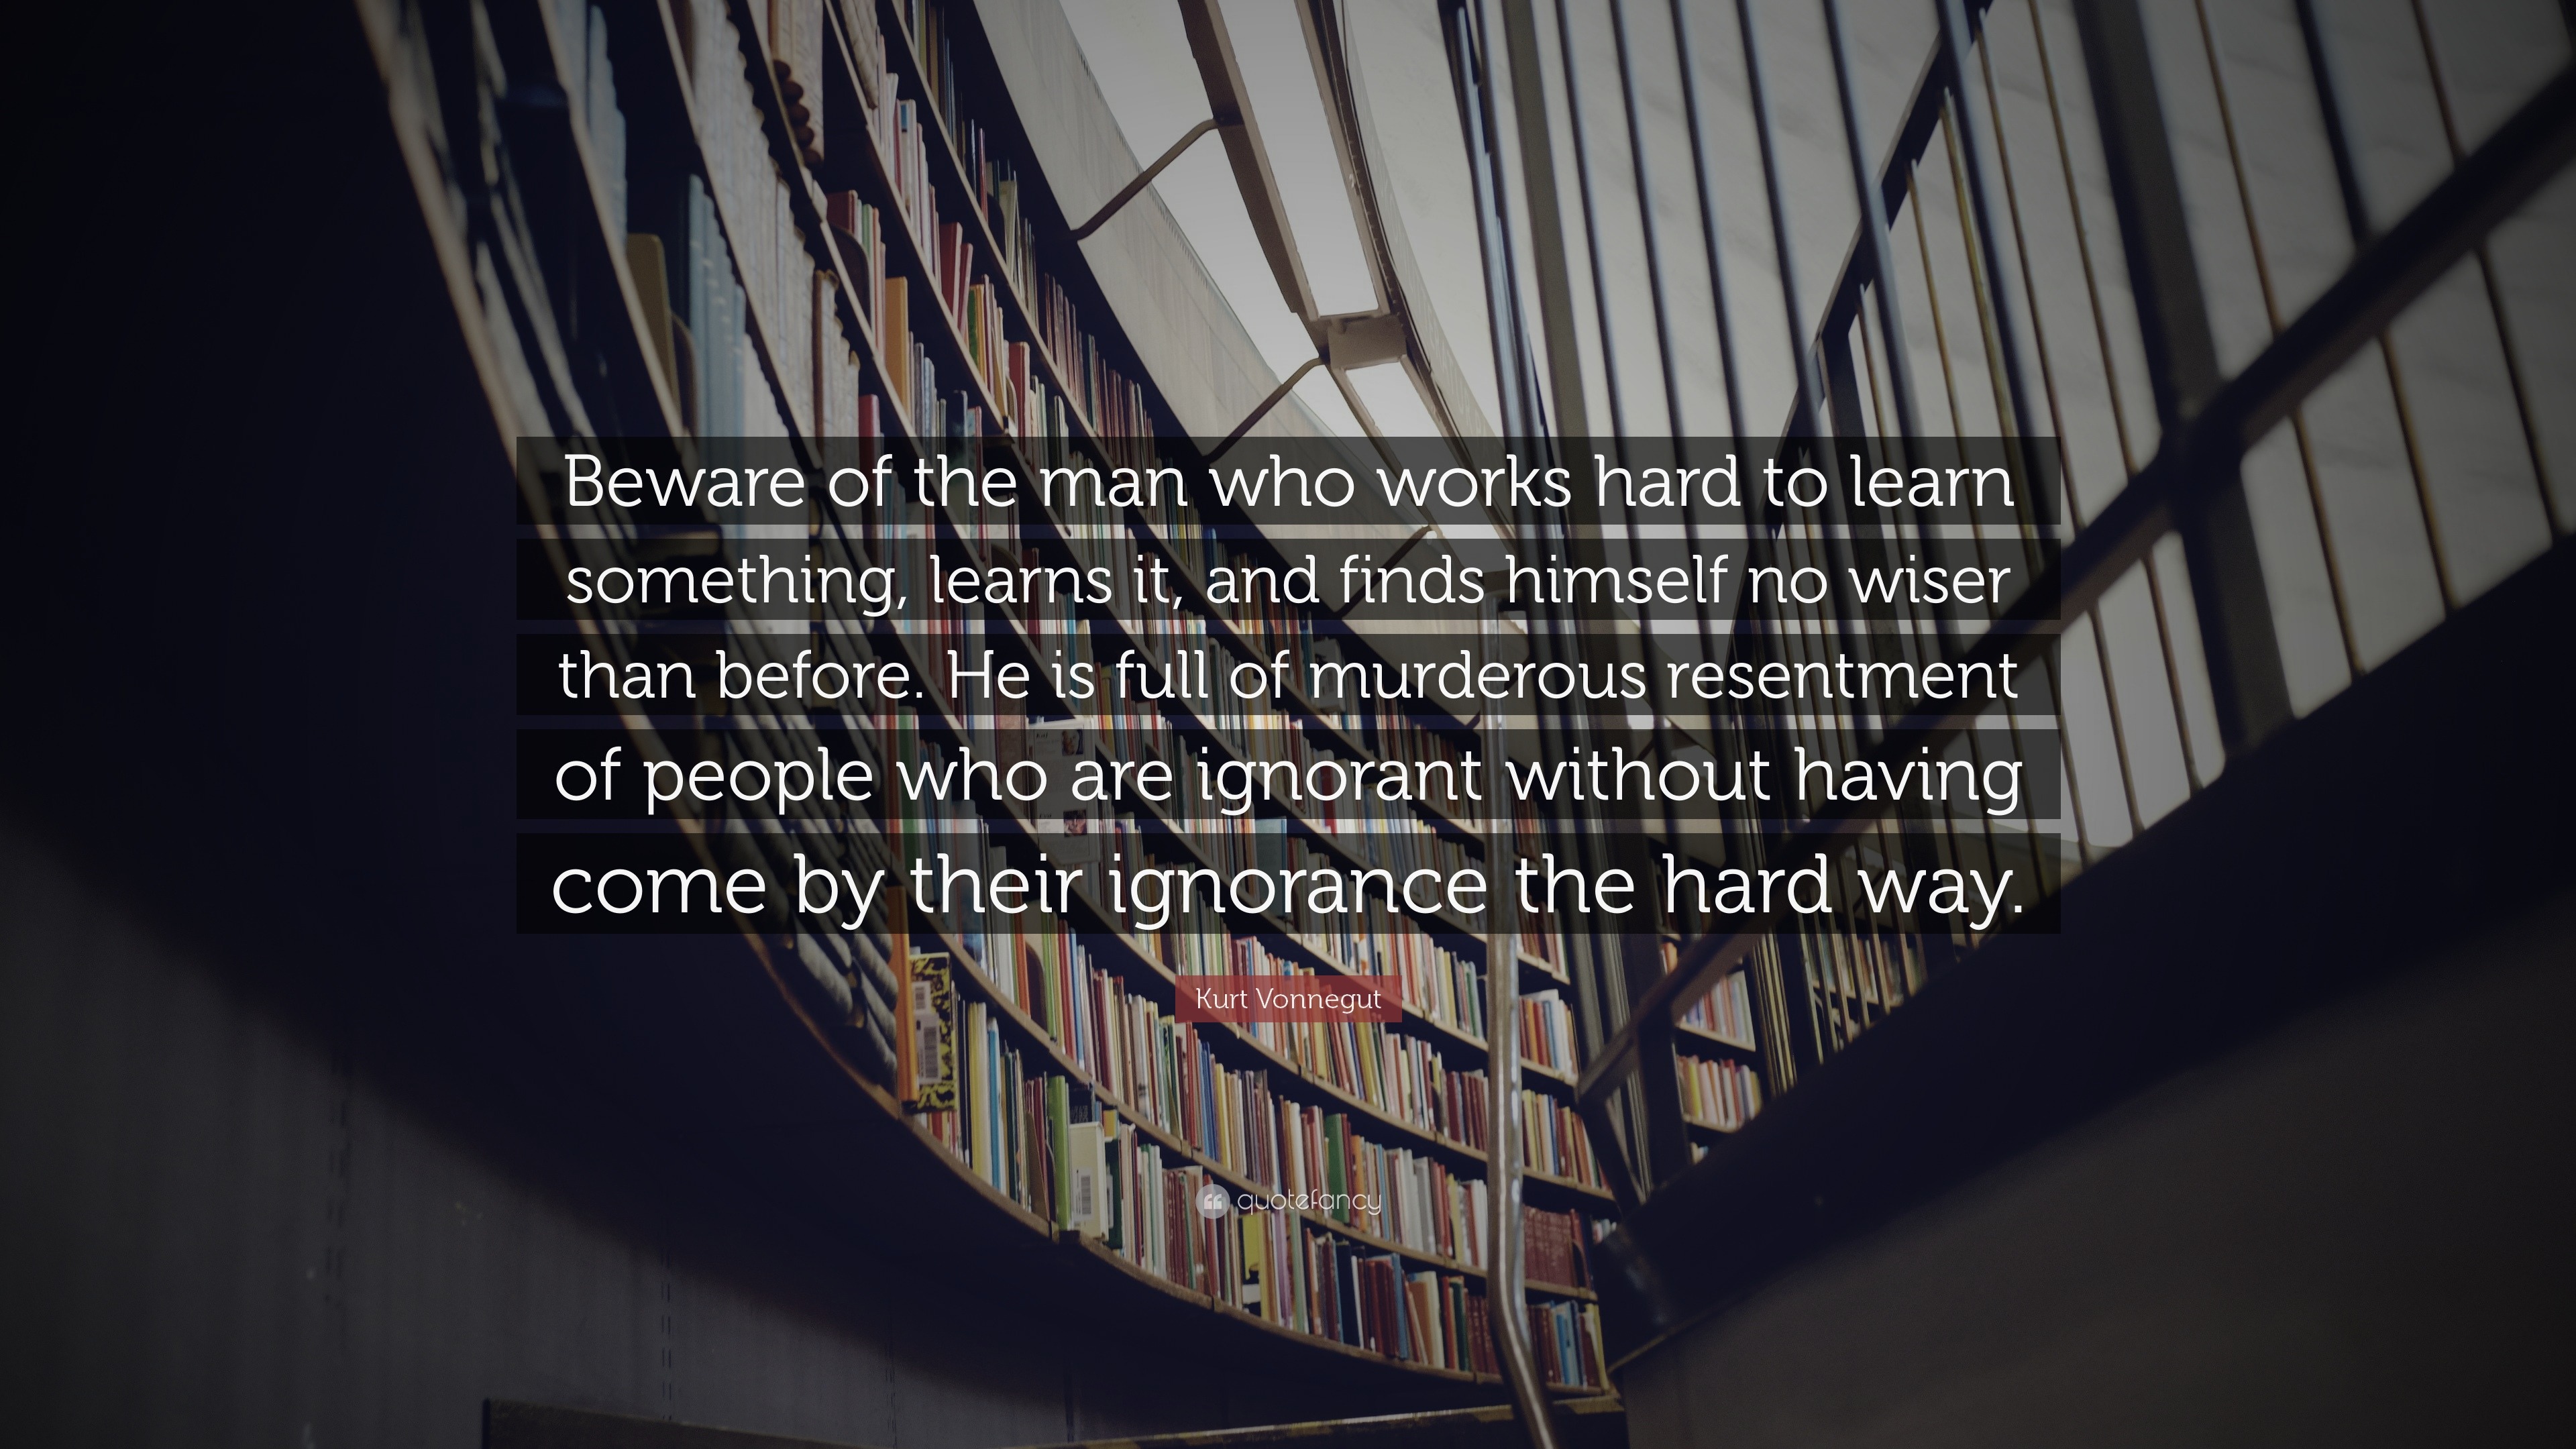 Beware of the man who works hard to learn
something, learns it, and finds himself no wiser
than before. He is full of murderous resentment
of people who are ignorant without having
come by their ignorance the hard way.
Kurt Vonnegut
quotefancy